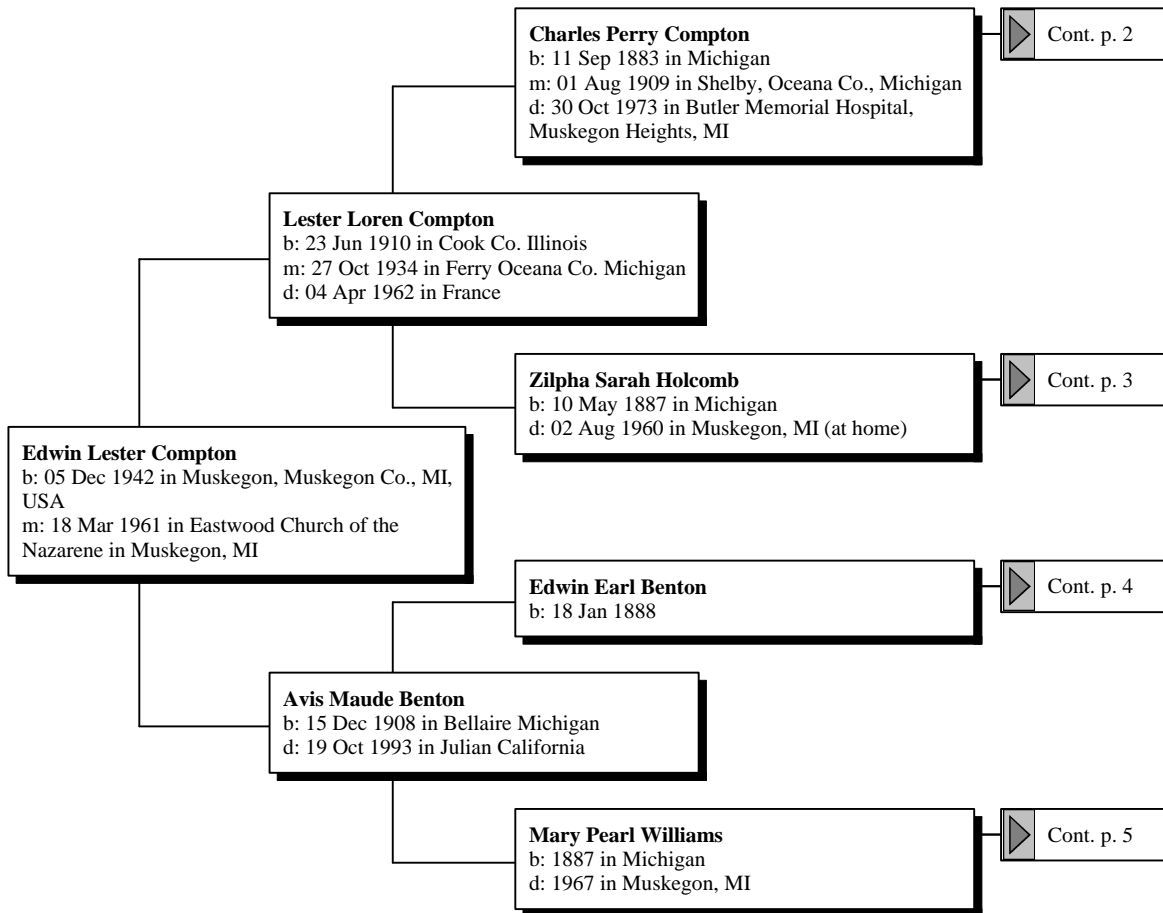 Charles Perry Compton
b: 11 Sep 1883 in Michigan
m: 01 Aug 1909 in Shelby, Oceana Co., Michigan
d: 30 Oct 1973 in Butler Memorial Hospital,
Muskegon Heights, MI
Cont. p. 2
Lester Loren Compton
b: 23 Jun 1910 in Cook Co. Illinois
m: 27 Oct 1934 in Ferry Oceana Co. Michigan
d: 04 Apr 1962 in France
Zilpha Sarah Holcomb
b: 10 May 1887 in Michigan
d: 02 Aug 1960 in Muskegon, MI (at home)
Cont. p. 3
Edwin Lester Compton
b: 05 Dec 1942 in Muskegon, Muskegon Co., MI,
USA
m: 18 Mar 1961 in Eastwood Church of the
Nazarene in Muskegon, MI
Edwin Earl Benton
b: 18 Jan 1888
Cont. p. 4
Avis Maude Benton
b: 15 Dec 1908 in Bellaire Michigan
d: 19 Oct 1993 in Julian California
Mary Pearl Williams
b: 1887 in Michigan
d: 1967 in Muskegon, MI
Cont. p. 5